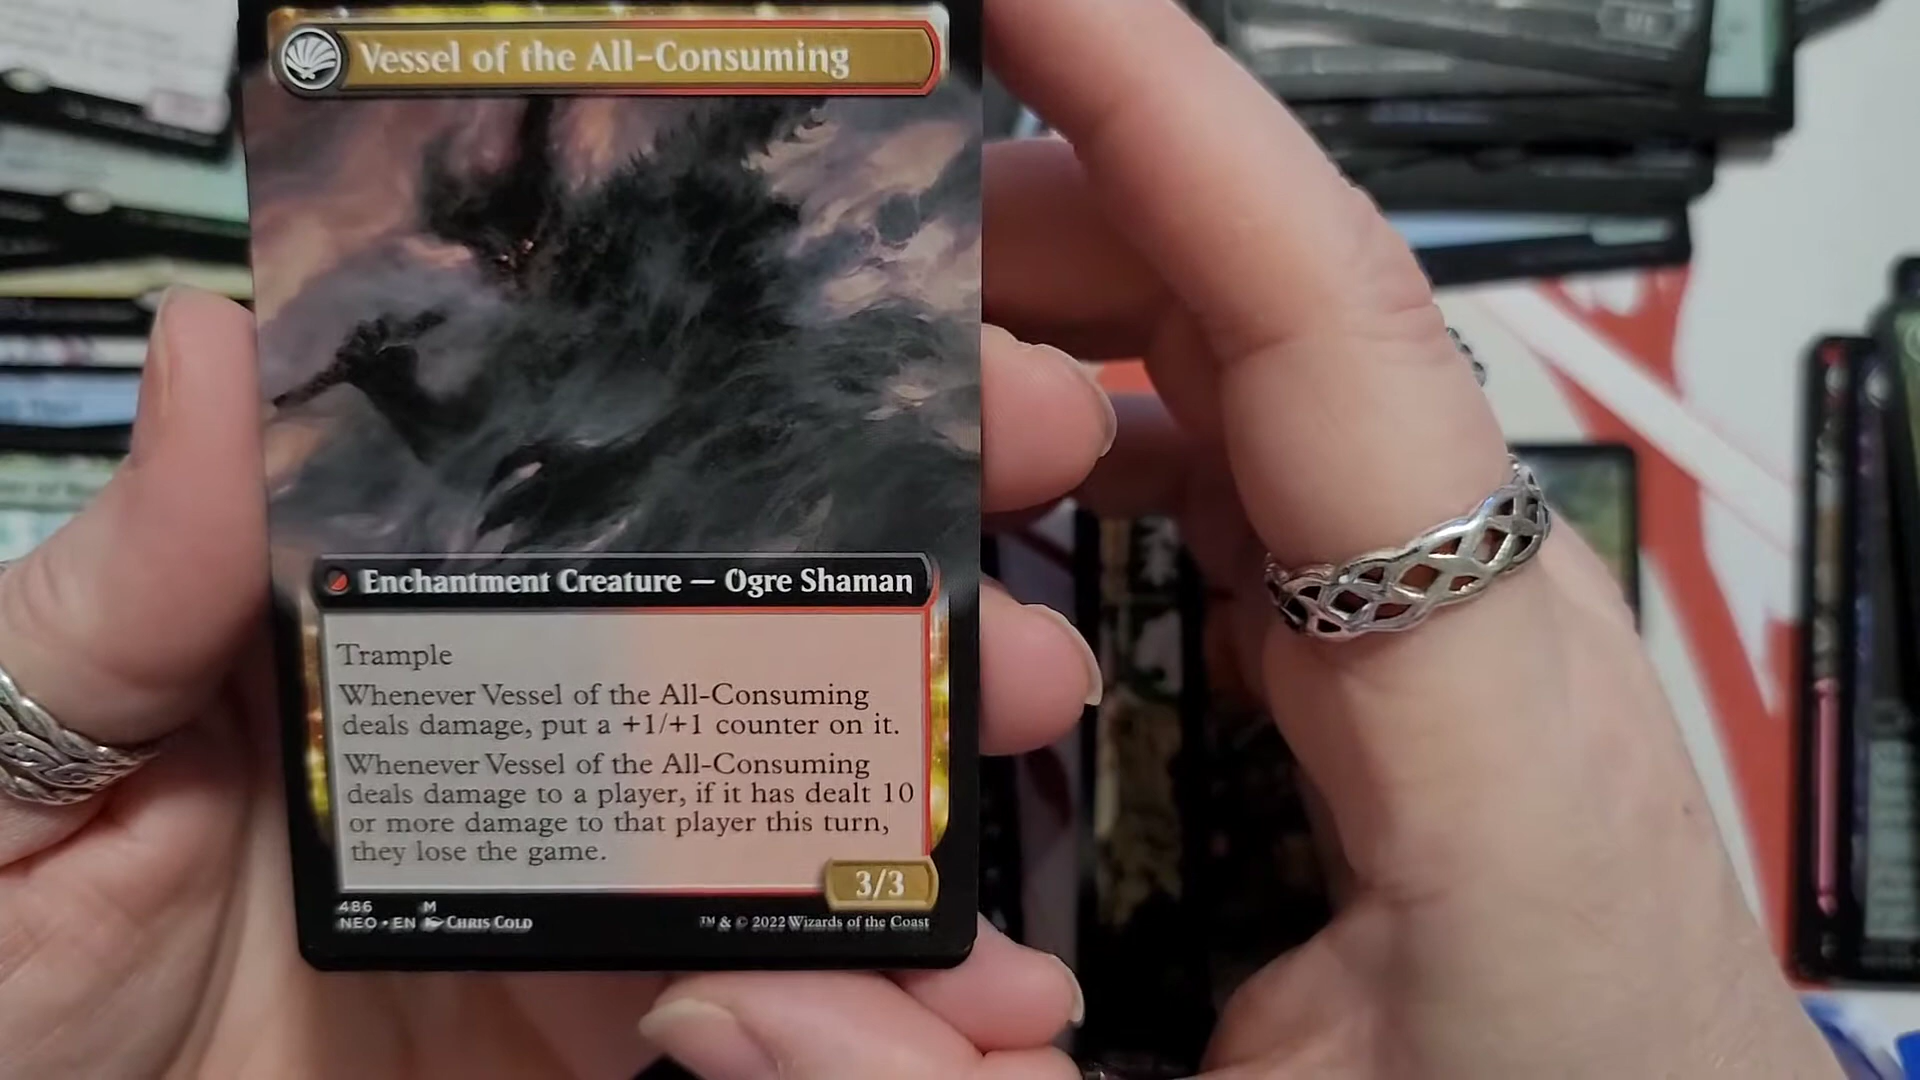 Vessel of the All-Consuming
Enchantment Creature — Ogre Shaman
Trample
Whenever Vessel of the All-Consuming
deals damage, put a +1/+1 counter on it.
Whenever Vessel of the All-Consuming
deals damage to a player, if it has dealt 10
or more damage to that player this turn,
they lose the game.
3/3
486 M
NEO • EN Chris Cold
™ & © 2022 Wizards of the Coast